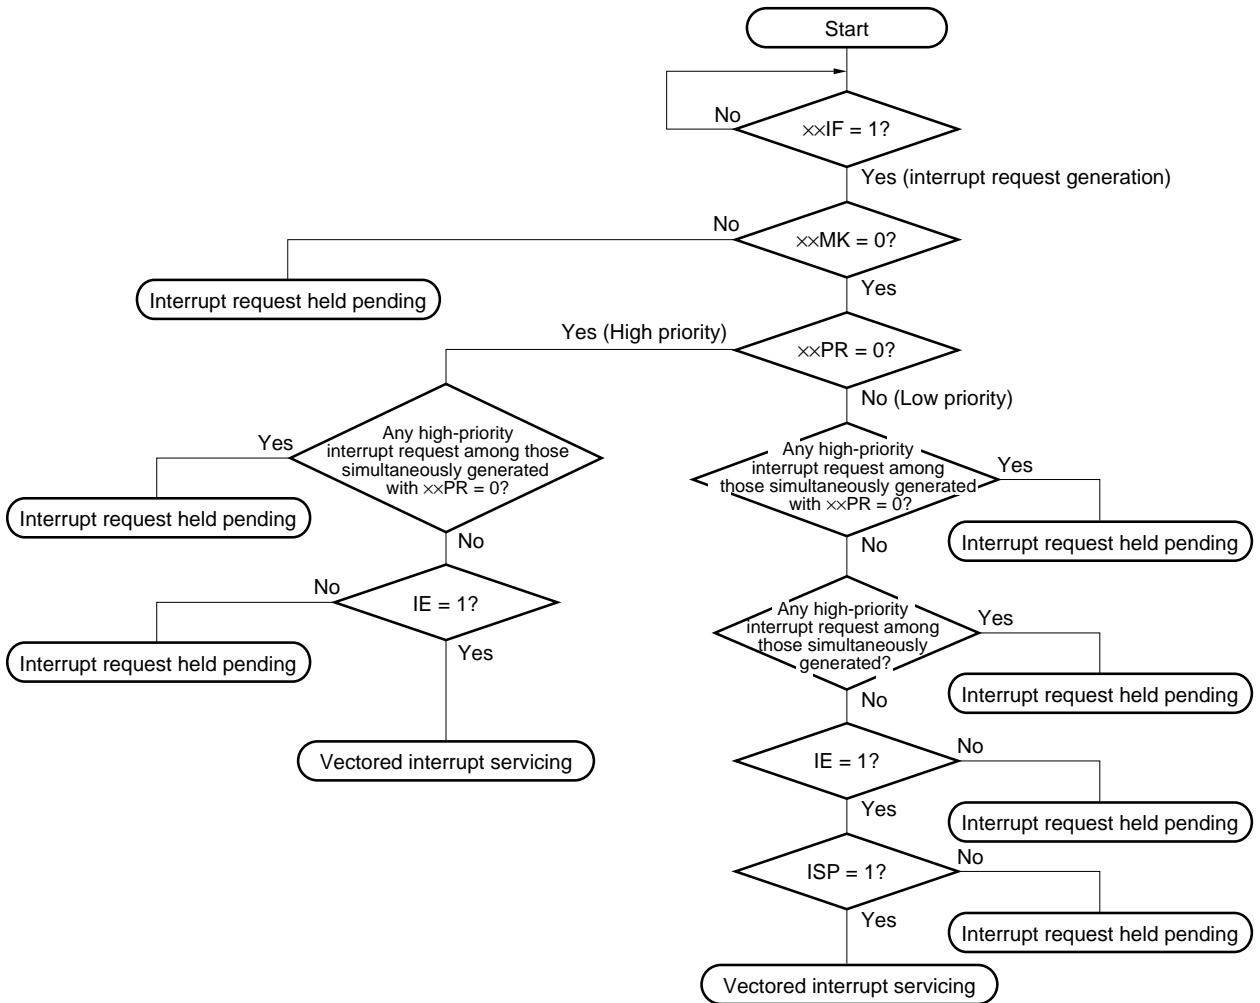 Start
No
××IF = 1?
Yes (interrupt request generation)
No
××MK = 0?
Interrupt request held pending
Yes
Yes (High priority)
××PR = 0?
No (Low priority)
Yes
Any high-priority
interrupt request among those
simultaneously generated
with ××PR = 0?
Any high-priority
interrupt request among
those simultaneously generated
with ××PR = 0?
Yes
Interrupt request held pending
Interrupt request held pending
No
No
No
IE = 1?
Any high-priority
interrupt request among
those simultaneously
generated?
Yes
Interrupt request held pending
Yes
Interrupt request held pending
No
Vectored interrupt servicing
IE = 1?
No
Yes
Interrupt request held pending
ISP = 1?
No
Yes
Interrupt request held pending
Vectored interrupt servicing